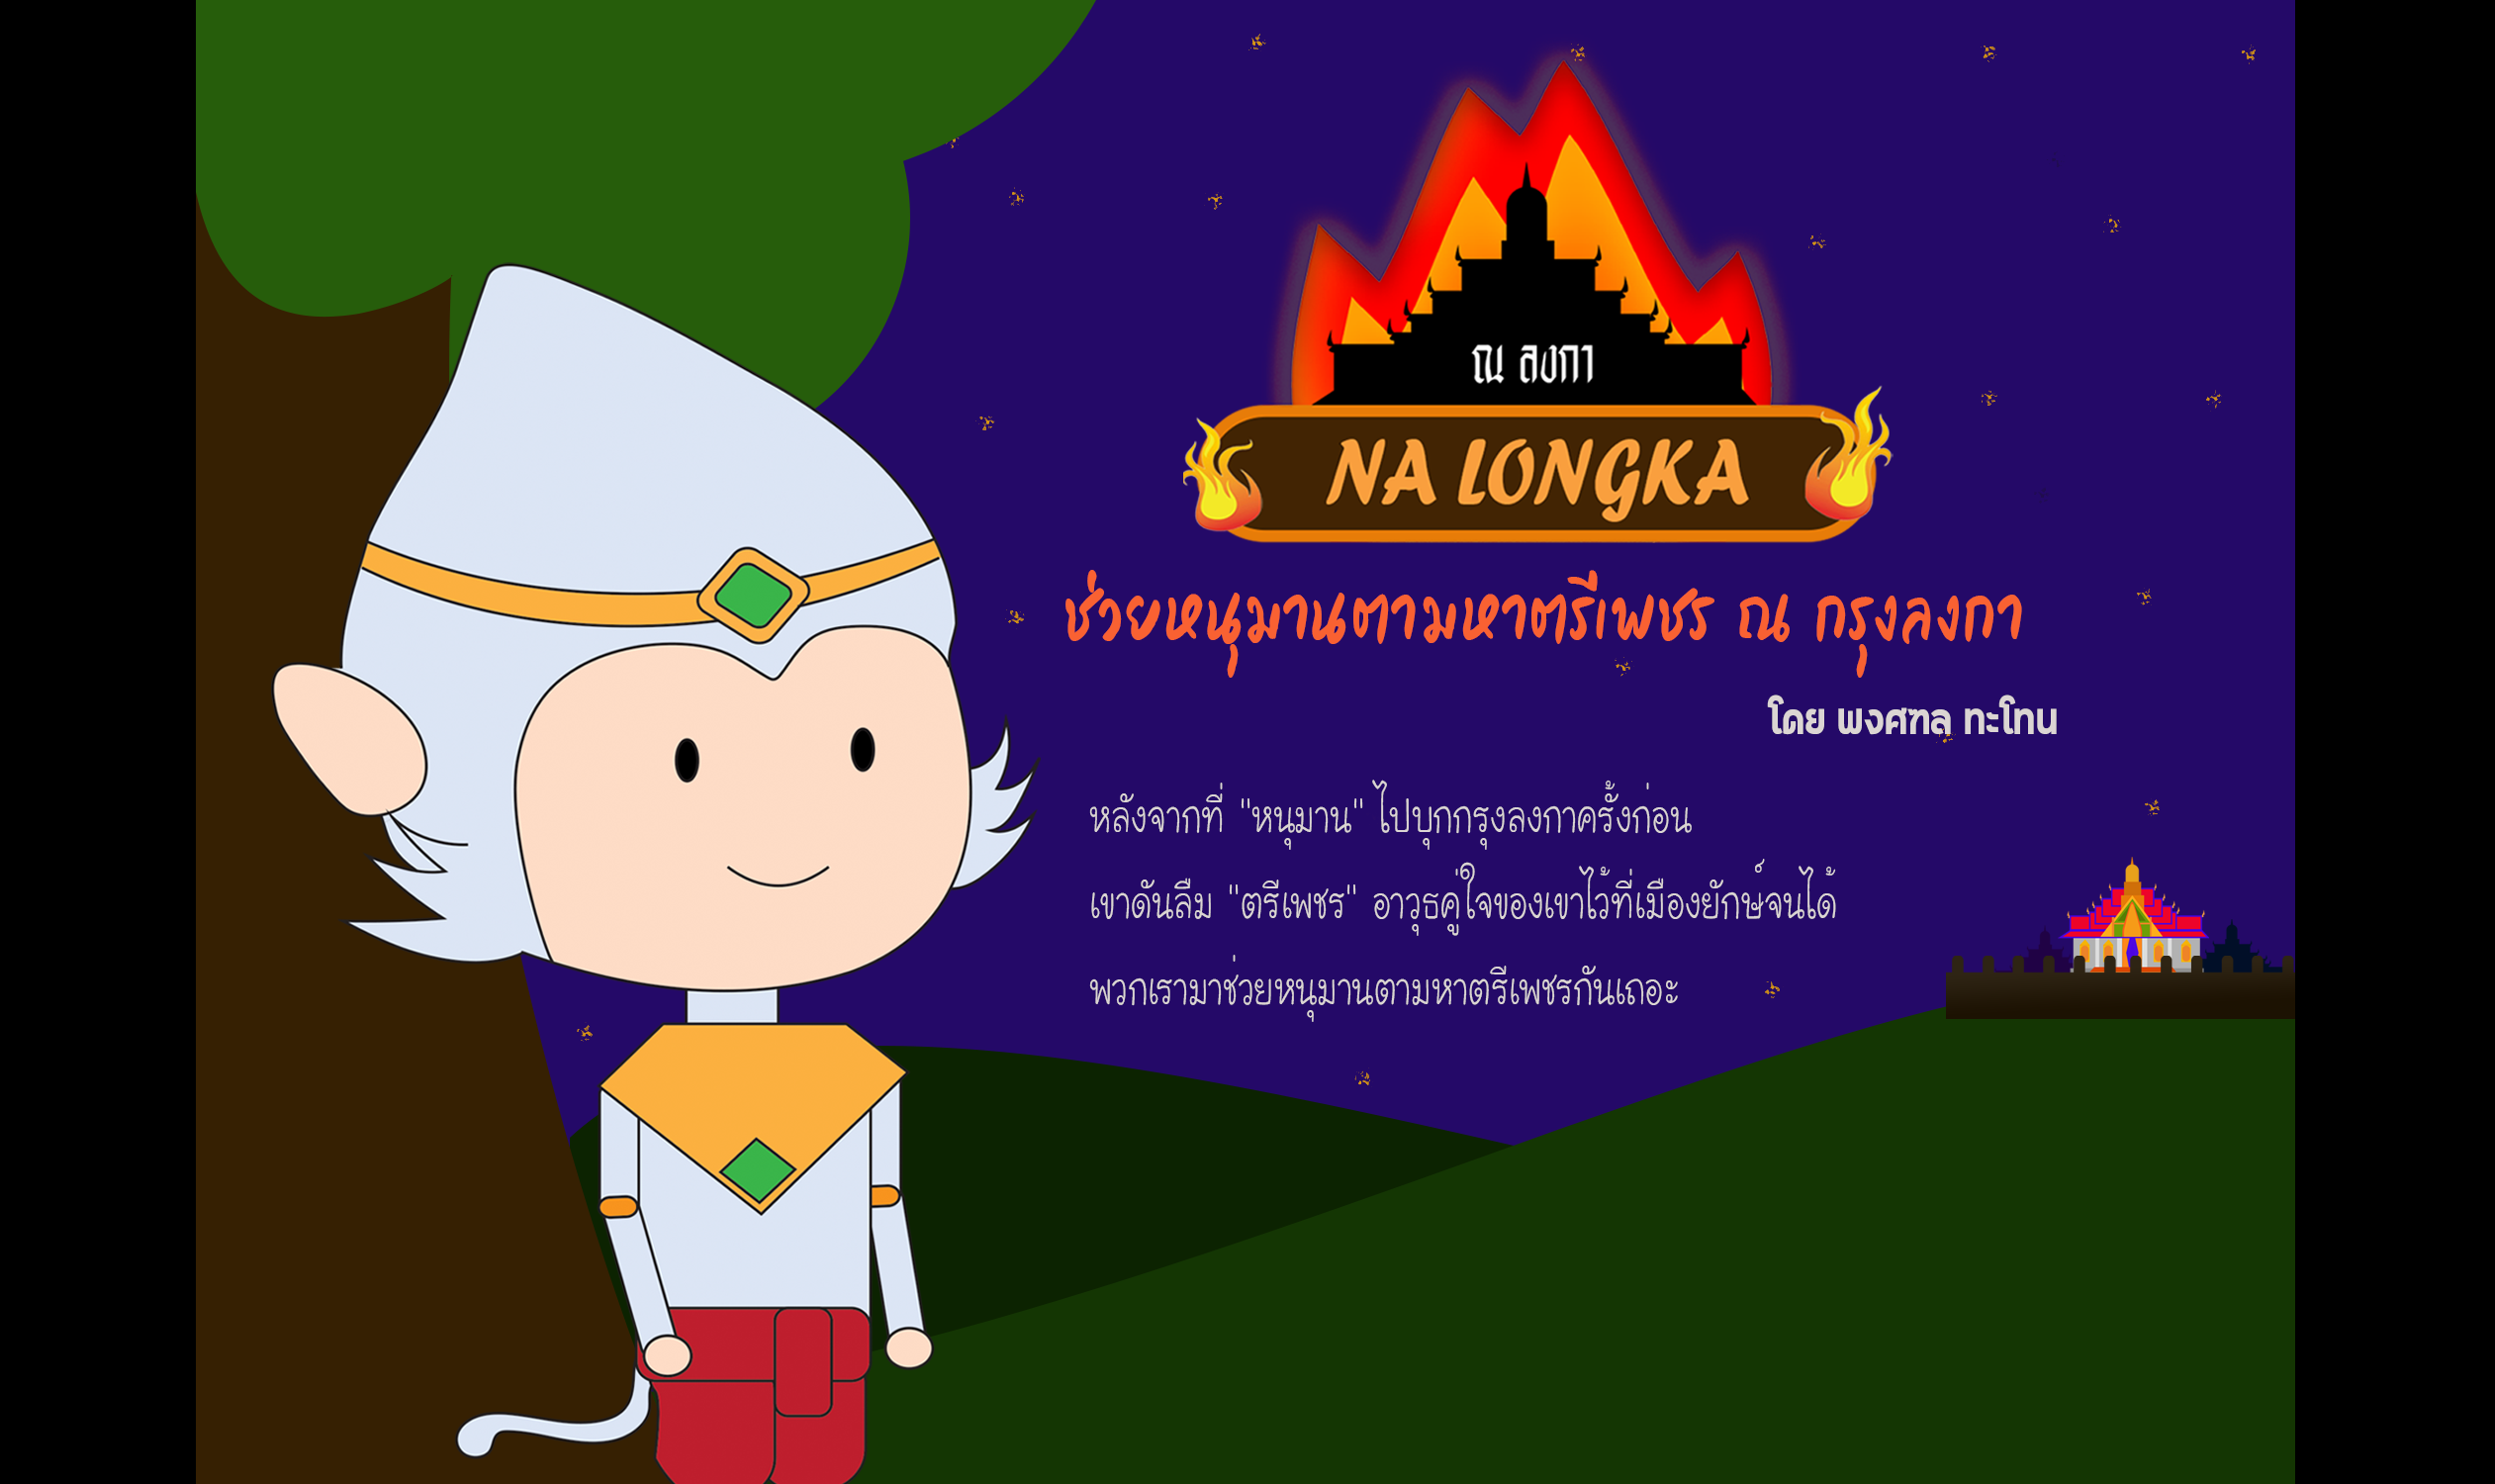 ณ ลงกา
NA LONGKA
ช่วยหนุมานตามหาตรีเพชร ณ กรุงลงกา
โดย พงศฑล ทะโทน
หลังจากที่ "หนุมาน" ไปบุกกรุงลงกาครั้งก่อน
เขาดันลืม "ตรีเพชร" อาวุธคู่ใจของเขาไว้ที่เมืองยักษ์จนได้
พวกเรามาช่วยหนุมานตามหาตรีเพชรกันเถอะ